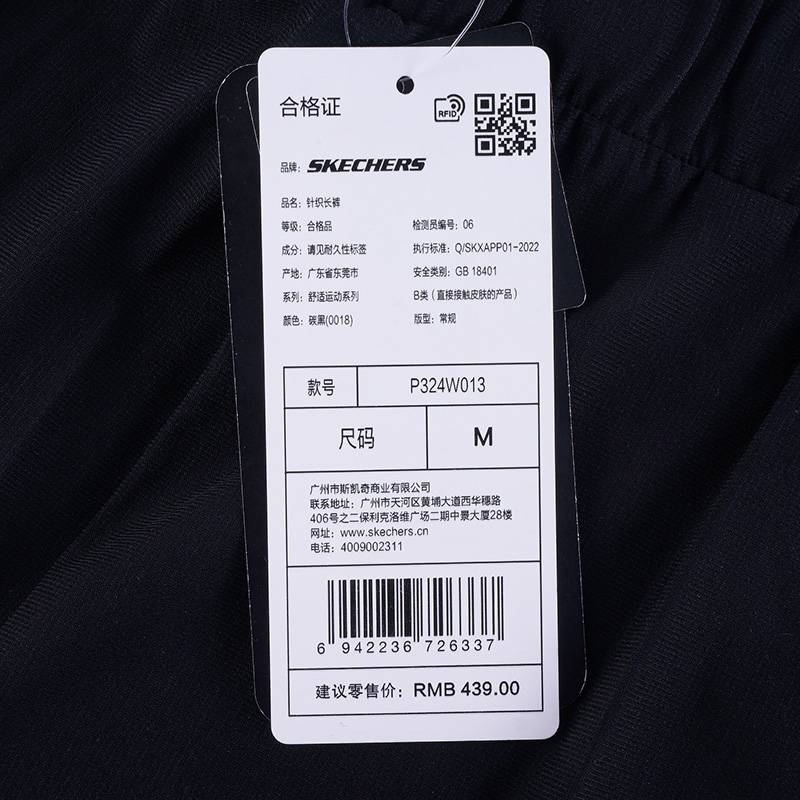 合格证
RFID
品牌: SKECHERS
品名: 针织长裤
等级: 合格品 检测员编号: 06
成分: 请见耐久性标签 执行标准: Q/SKXAPP01-2022
产地: 广东省东莞市 安全类别: GB 18401
系列: 舒适运动系列 B类 (直接接触皮肤的产品)
颜色: 碳黑(0018) 版型: 常规
款号 P324W013
尺码 M
广州市斯凯奇商业有限公司
联系地址: 广州市天河区黄埔大道西华穗路
406号之二保利克洛维广场二期中景大厦28楼
网址: www.skechers.cn
电话: 4009002311
6 942236 726337
建议零售价: RMB 439.00